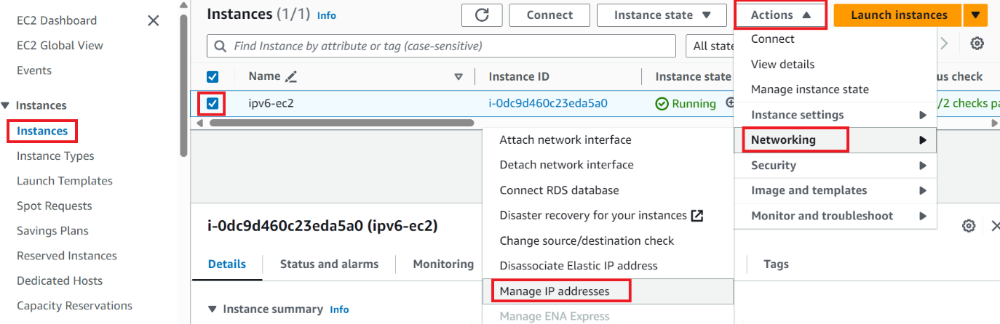 EC2 Dashboard
EC2 Global View
Events
Instances
Instances
Instance Types
Launch Templates
Spot Requests
Savings Plans
Reserved Instances
Dedicated Hosts
Capacity Reservations
Instances (1/1) Info
Connect
Instance state
Actions
Launch instances
Find Instance by attribute or tag (case-sensitive)
All state
Name
Instance ID
Instance state
us check
ipv6-ec2
i-0dc9d460c23eda5a0
Running
/2 checks pa
Connect
View details
Manage instance state
Instance settings
Networking
Security
Image and templates
Monitor and troubleshoot
Attach network interface
Detach network interface
Connect RDS database
Disaster recovery for your instances
Change source/destination check
Disassociate Elastic IP address
Manage IP addresses
Manage ENA Express
i-0dc9d460c23eda5a0 (ipv6-ec2)
Details
Status and alarms
Monitoring
Tags
Instance summary Info